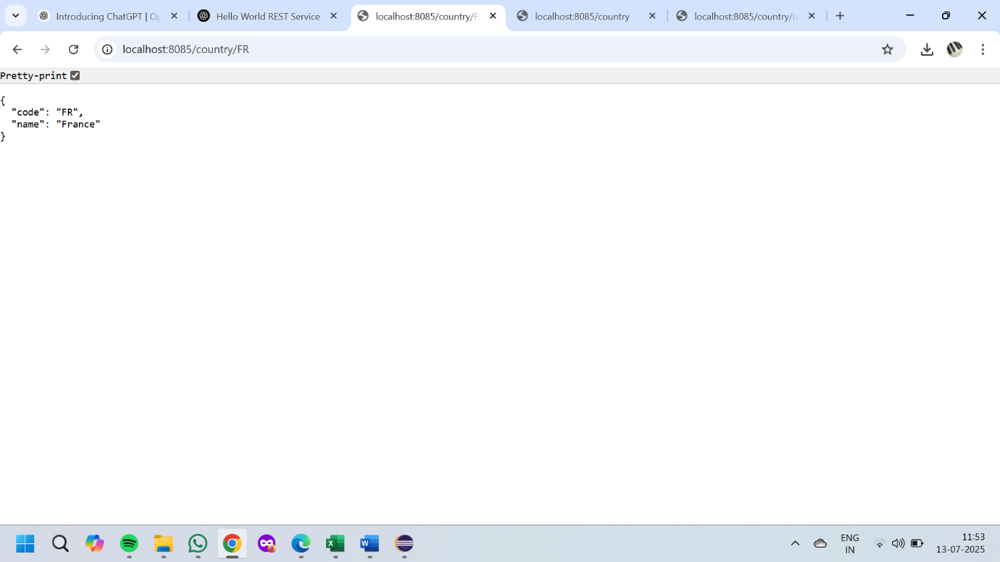 Introducing ChatGPT | Op
Hello World REST Service
localhost:8085/country/F
localhost:8085/country
localhost:8085/country/u
localhost:8085/country/FR
Pretty-print
{
"code": "FR",
"name": "France"
}
ENG
IN
11:53
13-07-2025